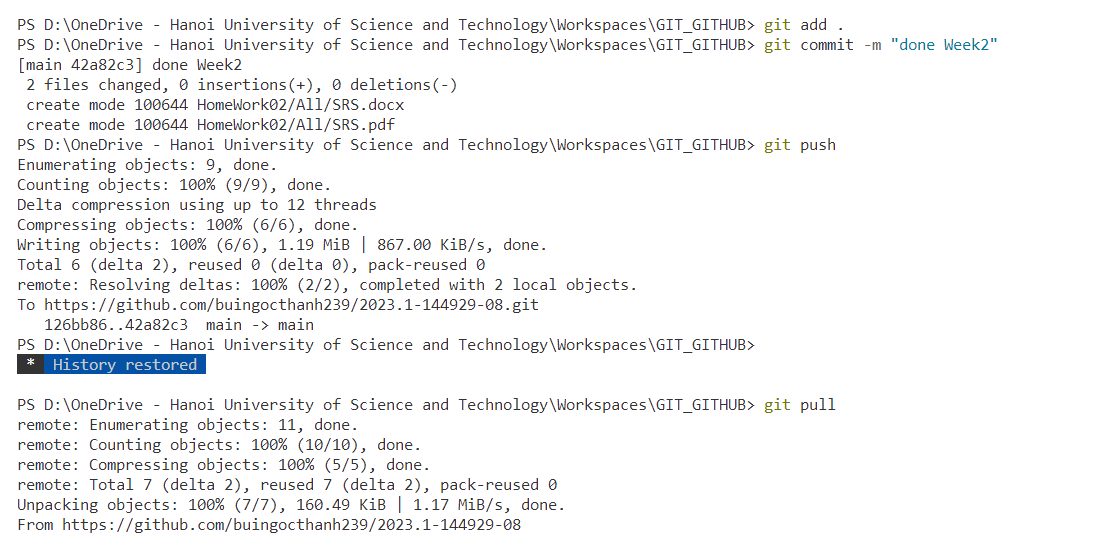 PS D:\OneDrive - Hanoi University of Science and Technology\Workspaces\GIT_GITHUB> git add .
PS D:\OneDrive - Hanoi University of Science and Technology\Workspaces\GIT_GITHUB> git commit -m "done Week2"
[main 42a82c3] done Week2
 2 files changed, 0 insertions(+), 0 deletions(-)
 create mode 100644 HomeWork02/All/SRS.docx
 create mode 100644 HomeWork02/All/SRS.pdf
PS D:\OneDrive - Hanoi University of Science and Technology\Workspaces\GIT_GITHUB> git push
Enumerating objects: 9, done.
Counting objects: 100% (9/9), done.
Delta compression using up to 12 threads
Compressing objects: 100% (6/6), done.
Writing objects: 100% (6/6), 1.19 MiB | 867.00 KiB/s, done.
Total 6 (delta 2), reused 0 (delta 0), pack-reused 0
remote: Resolving deltas: 100% (2/2), completed with 2 local objects.
To https://github.com/buingocthanh239/2023.1-144929-08.git
   126bb86..42a82c3  main -> main
PS D:\OneDrive - Hanoi University of Science and Technology\Workspaces\GIT_GITHUB>
 *  History restored
PS D:\OneDrive - Hanoi University of Science and Technology\Workspaces\GIT_GITHUB> git pull
remote: Enumerating objects: 11, done.
remote: Counting objects: 100% (10/10), done.
remote: Compressing objects: 100% (5/5), done.
remote: Total 7 (delta 2), reused 7 (delta 2), pack-reused 0
Unpacking objects: 100% (7/7), 160.49 KiB | 1.17 MiB/s, done.
From https://github.com/buingocthanh239/2023.1-144929-08